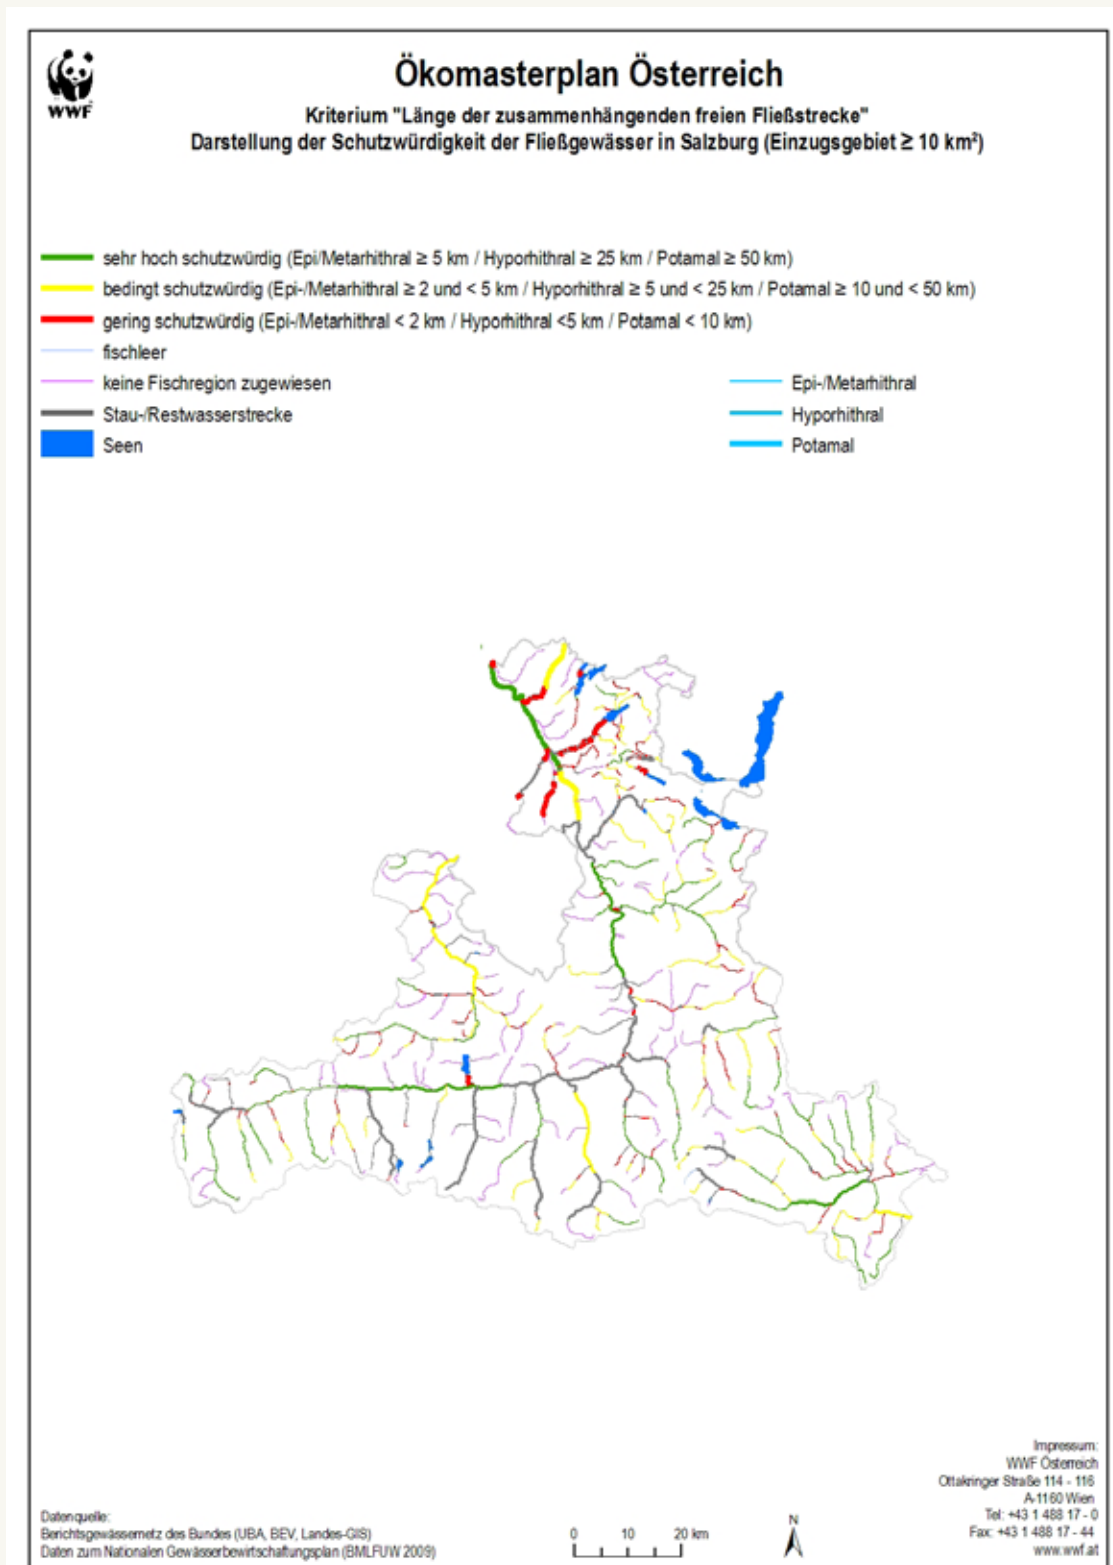 WWF
Ökomasterplan Österreich
Kriterium "Länge der zusammenhängenden freien Fließstrecke"
Darstellung der Schutzwürdigkeit der Fließgewässer in Salzburg (Einzugsgebiet ≥ 10 km²)
sehr hoch schutzwürdig (Epi/Metarhithral ≥ 5 km / Hyporhithral ≥ 25 km / Potamal ≥ 50 km)
bedingt schutzwürdig (Epi-/Metarhithral ≥ 2 und < 5 km / Hyporhithral ≥ 5 und < 25 km / Potamal ≥ 10 und < 50 km)
gering schutzwürdig (Epi-/Metarhithral < 2 km / Hyporhithral <5 km / Potamal < 10 km)
fischleer
keine Fischregion zugewiesen
Stau-/Restwasserstrecke
Seen
Epi-/Metarhithral
Hyporhithral
Potamal
Datenquelle:
Berichtsgewässernetz des Bundes (UBA, BEV, Landes-GIS)
Daten zum Nationalen Gewässerbewirtschaftungsplan (BMLFUW 2009)
0 10 20 km
N
Impressum:
WWF Österreich
Ottakringer Straße 114 - 116
A-1160 Wien
Tel: +43 1 488 17 - 0
Fax: +43 1 488 17 - 44
www.wwf.at